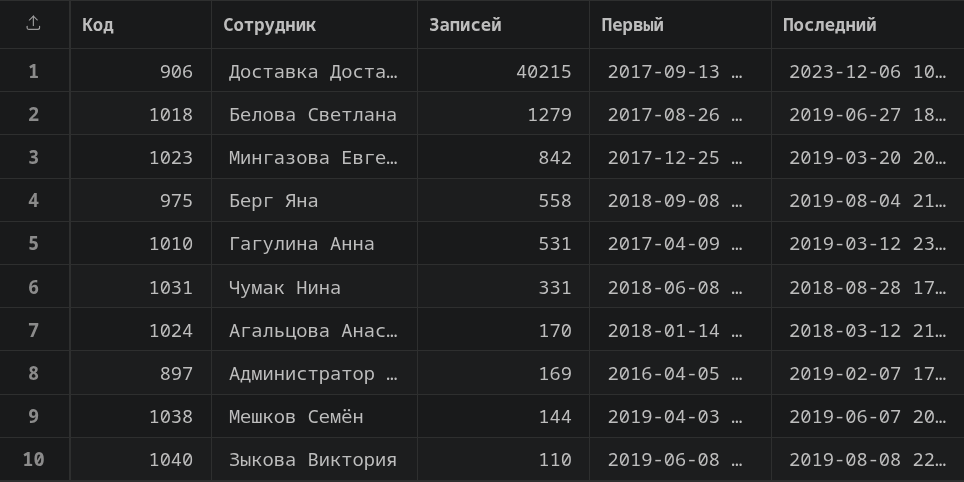 Код Сотрудник Записей Первый Последний
1 906 Доставка Доста… 40215 2017-09-13 … 2023-12-06 10…
2 1018 Белова Светлана 1279 2017-08-26 … 2019-06-27 18…
3 1023 Мингазова Евге… 842 2017-12-25 … 2019-03-20 20…
4 975 Берг Яна 558 2018-09-08 … 2019-08-04 21…
5 1010 Гагулина Анна 531 2017-04-09 … 2019-03-12 23…
6 1031 Чумак Нина 331 2018-06-08 … 2018-08-28 17…
7 1024 Агальцова Анас… 170 2018-01-14 … 2018-03-12 21…
8 897 Администратор … 169 2016-04-05 … 2019-02-07 17…
9 1038 Мешков Семён 144 2019-04-03 … 2019-06-07 20…
10 1040 Зыкова Виктория 110 2019-06-08 … 2019-08-08 22…